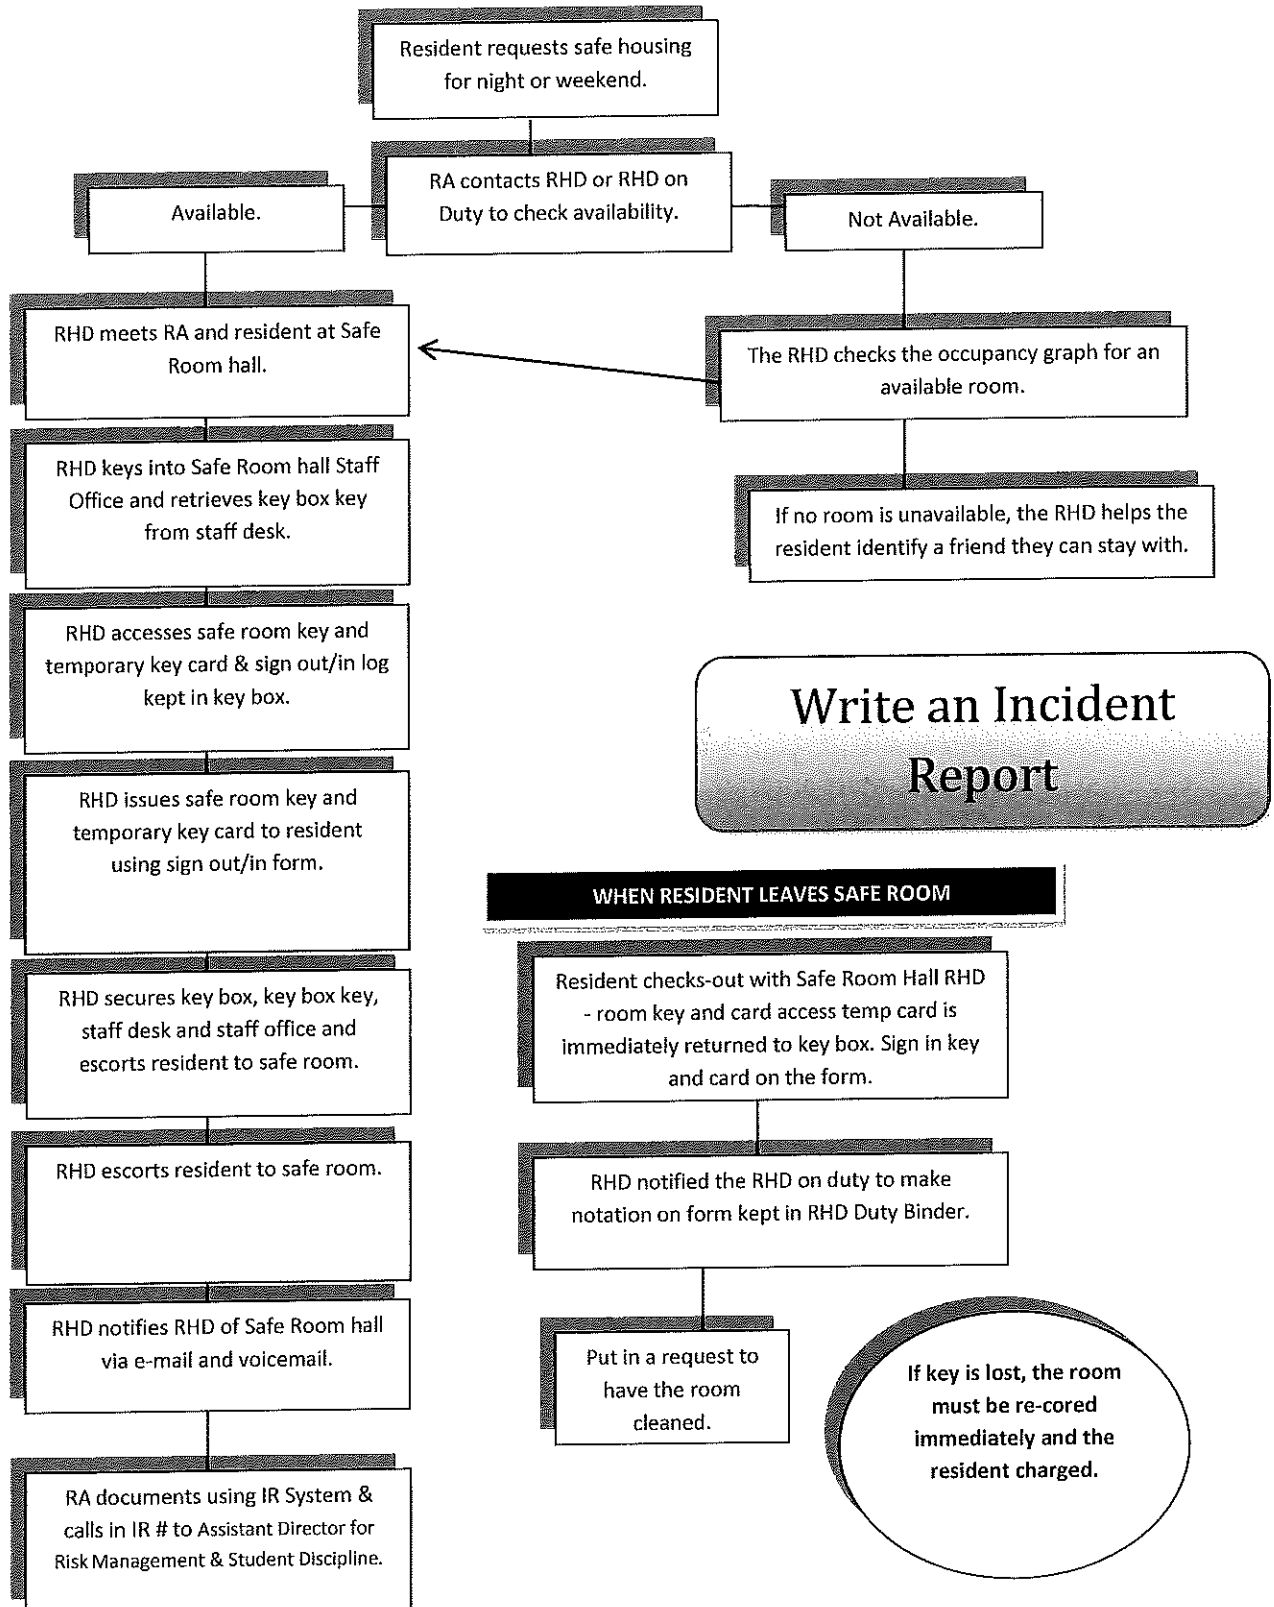 Resident requests safe housing
for night or weekend.
RA contacts RHD or RHD on
Duty to check availability.
Available.
Not Available.
RHD meets RA and resident at Safe
Room hall.
The RHD checks the occupancy graph for an
available room.
If no room is unavailable, the RHD helps the
resident identify a friend they can stay with.
RHD keys into Safe Room hall Staff
Office and retrieves key box key
from staff desk.
RHD accesses safe room key and
temporary key card & sign out/in log
kept in key box.
RHD issues safe room key and
temporary key card to resident
using sign out/in form.
RHD secures key box, key box key,
staff desk and staff office and
escorts resident to safe room.
RHD escorts resident to safe room.
RHD notifies RHD of Safe Room hall
via e-mail and voicemail.
RA documents using IR System &
calls in IR # to Assistant Director for
Risk Management & Student Discipline.
Write an Incident
Report
WHEN RESIDENT LEAVES SAFE ROOM
Resident checks-out with Safe Room Hall RHD
- room key and card access temp card is
immediately returned to key box. Sign in key
and card on the form.
RHD notified the RHD on duty to make
notation on form kept in RHD Duty Binder.
Put in a request to
have the room
cleaned.
If key is lost, the room
must be re-cored
immediately and the
resident charged.